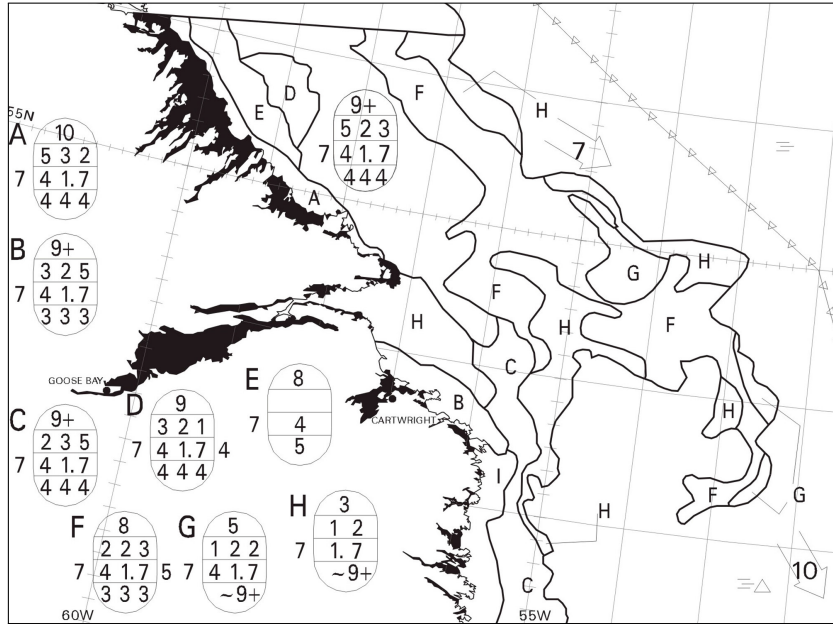 55N
A
10
5 3 2
7 4 1.7
4 4 4
B
9+
3 2 5
7 4 1.7
3 3 3
C
9+
2 3 5
7 4 1.7
4 4 4
D
9
3 2 1
7 4 1.7 4
4 4 4
E
8
7 4
5
F
8
2 2 3
7 4 1.7 5
3 3 3
G
5
1 2 2
7 4 1.7
~9+
H
3
1 2
7 1.7
~9+
9+
5 2 3
7 4 1.7
4 4 4
E
D
F
H
7
A
G
H
F
H
H
F
C
B
H
I
F
G
H
C
10
GOOSE BAY
CARTWRIGHT
60W
55W